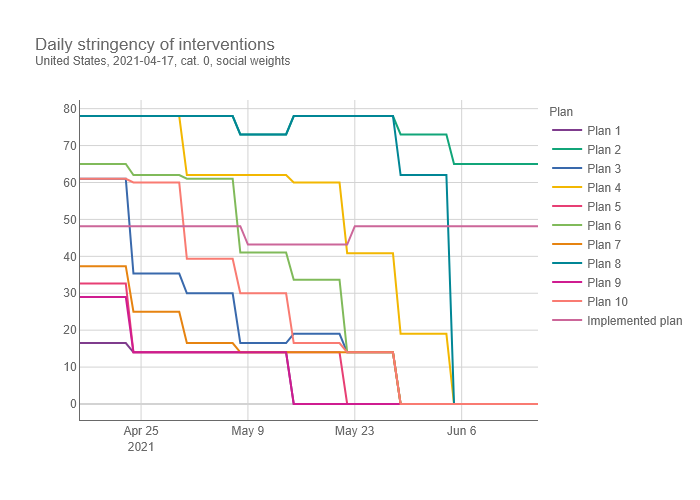 Daily stringency of interventions
United States, 2021-04-17, cat. 0, social weights
80
70
60
50
40
30
20
10
0
Apr 25
2021
May 9
May 23
Jun 6
Plan
Plan 1
Plan 2
Plan 3
Plan 4
Plan 5
Plan 6
Plan 7
Plan 8
Plan 9
Plan 10
Implemented plan